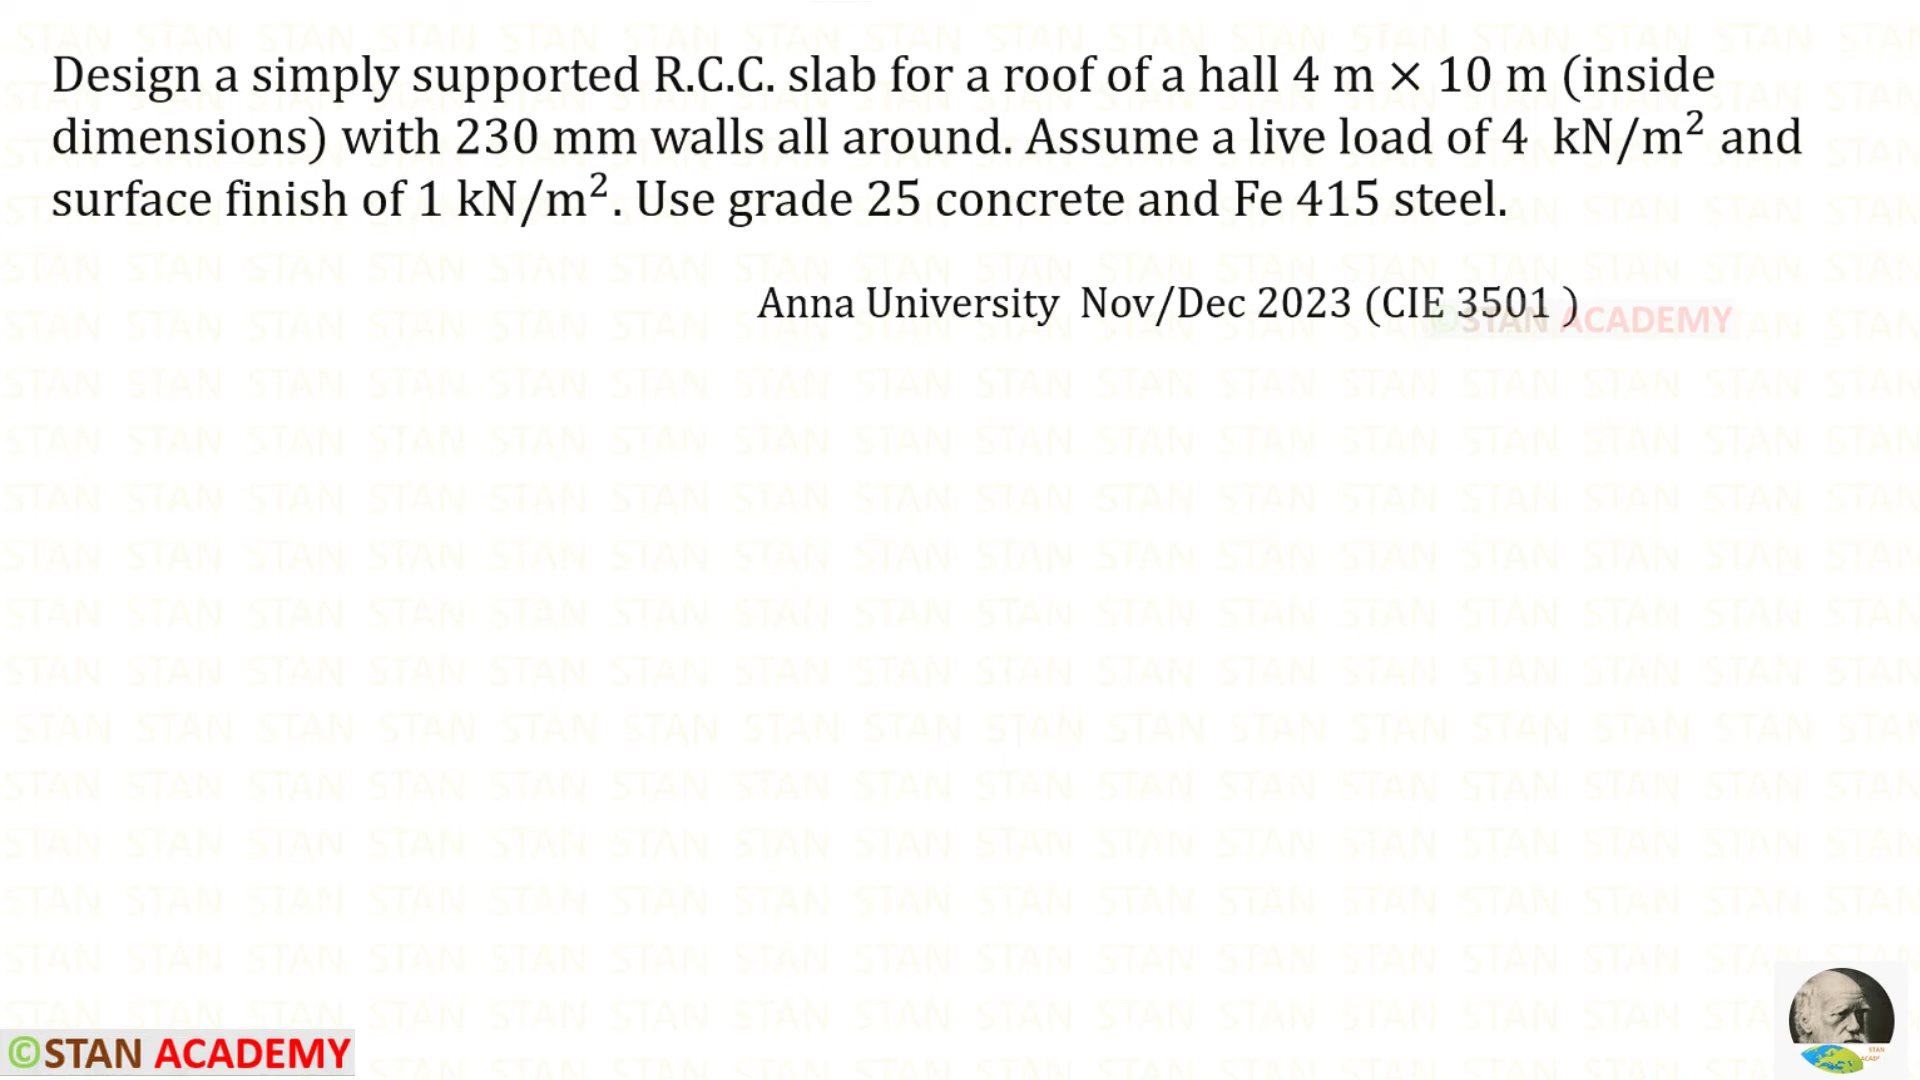 Design a simply supported R.C.C. slab for a roof of a hall 4 m × 10 m (inside
dimensions) with 230 mm walls all around. Assume a live load of 4 kN/m² and
surface finish of 1 kN/m². Use grade 25 concrete and Fe 415 steel.
Anna University Nov/Dec 2023 (CIE 3501 )
©STAN ACADEMY
©STAN ACADEMY